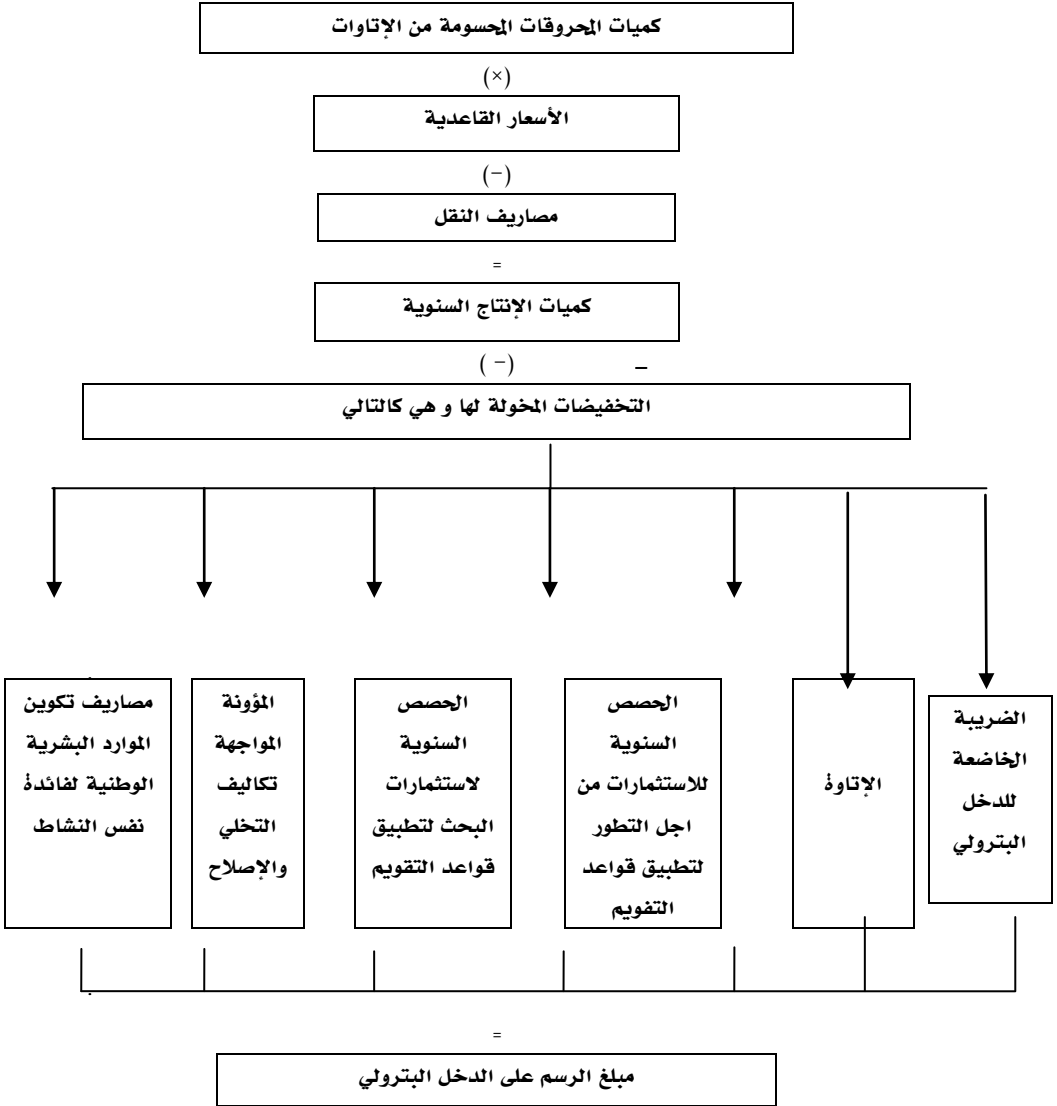 كميات المحروقات المحسومة من الإتاوات
(×)
الأسعار القاعدية
(-)
مصاريف النقل
=
كميات الإنتاج السنوية
(-) -
التخفيضات المخولة لها و هي كالتالي
الضريبة
الخاضعة
للدخل
البترولي
الإتاوة
الحصص
السنوية
للاستثمارات من
اجل التطور
لتطبيق قواعد
التفويم
الحصص
السنوية
لاستثمارات
البحث لتطبيق
قواعد التقويم
المؤونة
المواجهة
تكاليف
التخلي
والإصلاح
مصاريف تكوين
الموارد البشرية
الوطنية لفائدة
نفس النشاط
=
مبلغ الرسم على الدخل البترولي